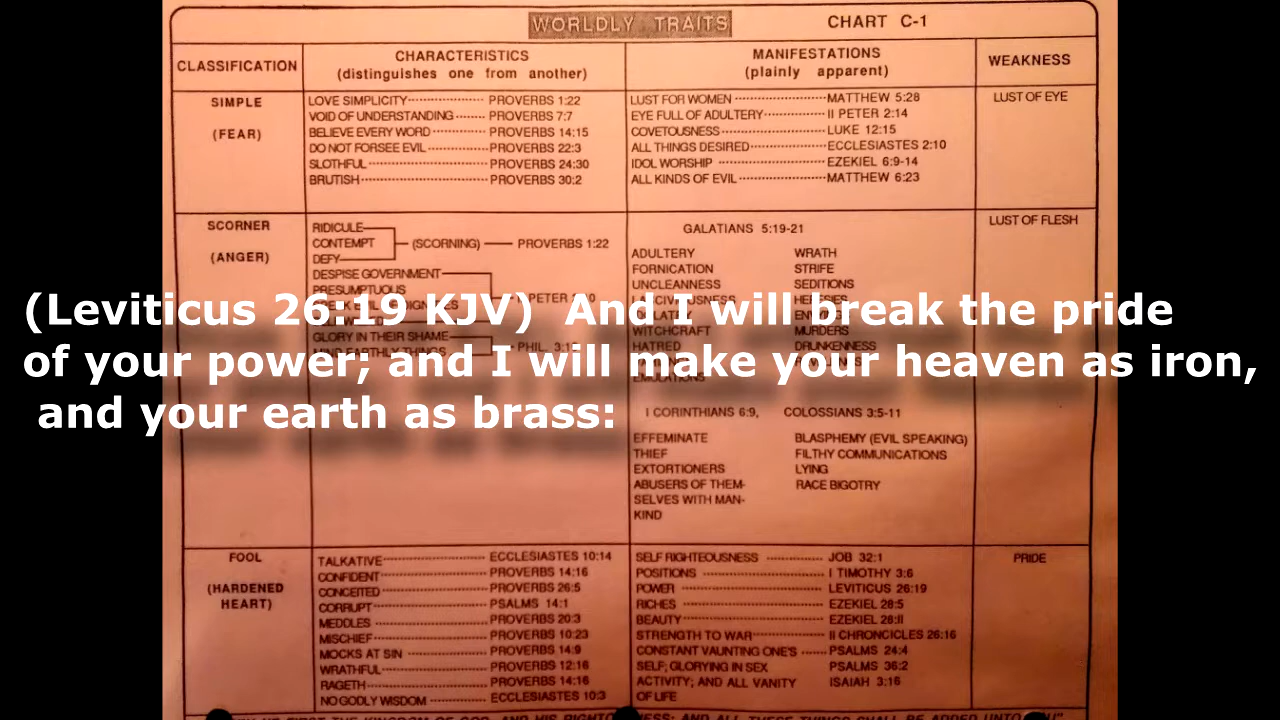 WORLDLY TRAITS CHART C-1
CLASSIFICATION
CHARACTERISTICS
(distinguishes one from another)
MANIFESTATIONS
(plainly apparent)
WEAKNESS
SIMPLE
(FEAR)
LOVE SIMPLICITY PROVERBS 1:22
VOID OF UNDERSTANDING PROVERBS 7:7
BELIEVE EVERY WORD PROVERBS 14:15
DO NOT FORSEE EVIL PROVERBS 22:3
SLOTHFUL PROVERBS 24:30
BRUTISH PROVERBS 30:2
LUST FOR WOMEN MATTHEW 5:28
EYE FULL OF ADULTERY II PETER 2:14
COVETOUSNESS LUKE 12:15
ALL THINGS DESIRED ECCLESIASTES 2:10
IDOL WORSHIP EZEKIEL 6:9-14
ALL KINDS OF EVIL MATTHEW 6:23
LUST OF EYE
SCORNER
(ANGER)
RIDICULE
CONTEMPT (SCORNING) PROVERBS 1:22
DEFY
DESPISE GOVERNMENT
PRESUMPTUOUS
PETER
GLORY IN THEIR SHAME
MIND EARTHLY THINGS
PHIL.
GALATIANS 5:19-21
ADULTERY WRATH
FORNICATION STRIFE
UNCLEANNESS SEDITIONS
WITCHCRAFT MURDERS
HATRED DRUNKENNESS
EMULATIONS
I CORINTHIANS 6:9, COLOSSIANS 3:5-11
EFFEMINATE BLASPHEMY (EVIL SPEAKING)
THIEF FILTHY COMMUNICATIONS
EXTORTIONERS LYING
ABUSERS OF THEM- RACE BIGOTRY
SELVES WITH MAN-
KIND
LUST OF FLESH
(Leviticus 26:19 KJV) And I will break the pride
of your power; and I will make your heaven as iron,
and your earth as brass:
FOOL
(HARDENED
HEART)
TALKATIVE ECCLESIASTES 10:14
CONFIDENT PROVERBS 14:16
CONCEITED PROVERBS 26:5
CORRUPT PSALMS 14:1
MEDDLES PROVERBS 20:3
MISCHIEF PROVERBS 10:23
MOCKS AT SIN PROVERBS 14:9
WRATHFUL PROVERBS 12:16
RAGETH PROVERBS 14:16
NO GODLY WISDOM ECCLESIASTES 10:3
SELF RIGHTEOUSNESS JOB 32:1
POSITIONS I TIMOTHY 3:6
POWER LEVITICUS 26:19
RICHES EZEKIEL 28:5
BEAUTY EZEKIEL 28:II
STRENGTH TO WAR II CHRONCICLES 26:16
CONSTANT VAUNTING ONE'S PSALMS 24:4
SELF; GLORYING IN SEX PSALMS 36:2
ACTIVITY; AND ALL VANITY ISAIAH 3:16
OF LIFE
PRIDE